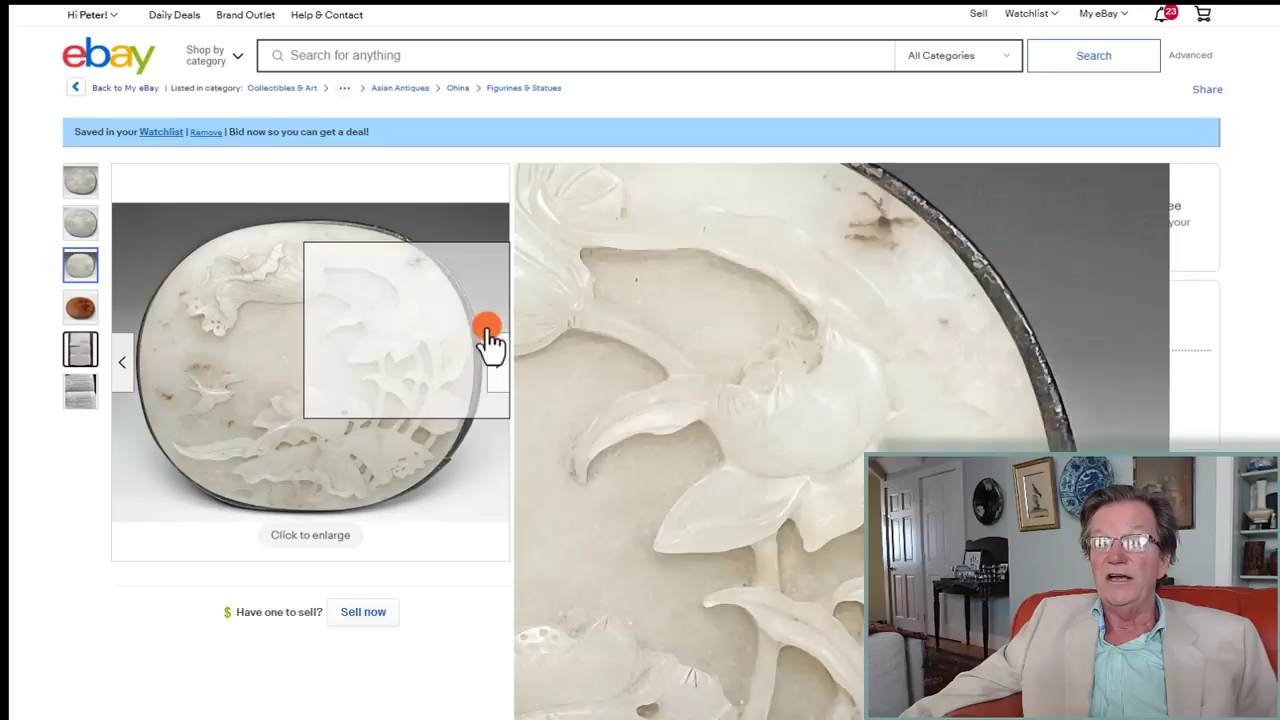 Hi Peter! Daily Deals Brand Outlet Help & Contact Sell Watchlist My eBay 23
ebay Shop by category Search for anything All Categories Search Advanced
Back to My eBay | Listed in category: Collectibles & Art ... > Asian Antiques > China > Figurines & Statues Share
Saved in your Watchlist | Remove | Bid now so you can get a deal!
ee
your
Click to enlarge
Have one to sell? Sell now